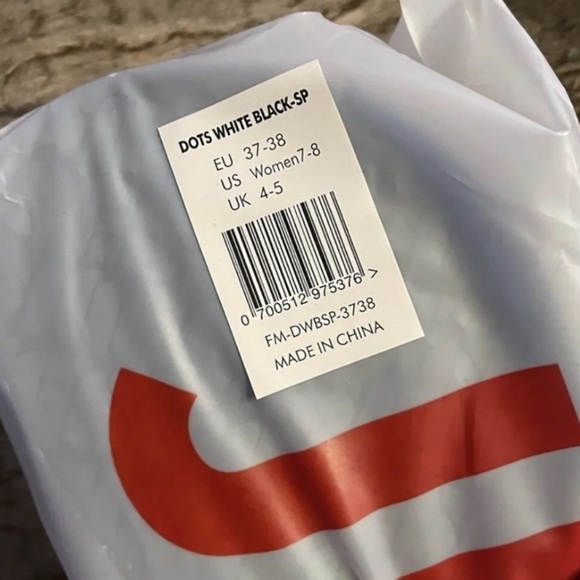 DOTS WHITE BLACK-SP
EU 37-38
US Women7-8
UK 4-5
0 700512 975376 >
FM-DWBSP-3738
MADE IN CHINA